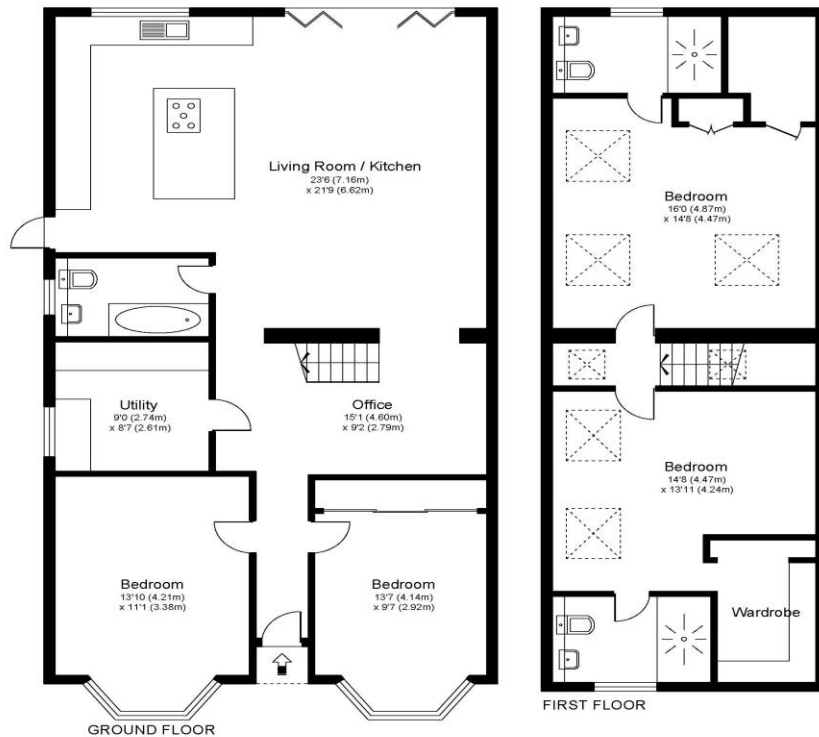 Living Room / Kitchen
23'6 (7.16m)
x 21'9 (6.62m)
Utility
9'0 (2.74m)
x 8'7 (2.61m)
Office
15'1 (4.60m)
x 9'2 (2.79m)
Bedroom
13'10 (4.21m)
x 11'1 (3.38m)
Bedroom
13'7 (4.14m)
x 9'7 (2.92m)
GROUND FLOOR
Bedroom
16'0 (4.87m)
x 14'8 (4.47m)
Bedroom
14'8 (4.47m)
x 13'11 (4.24m)
Wardrobe
FIRST FLOOR